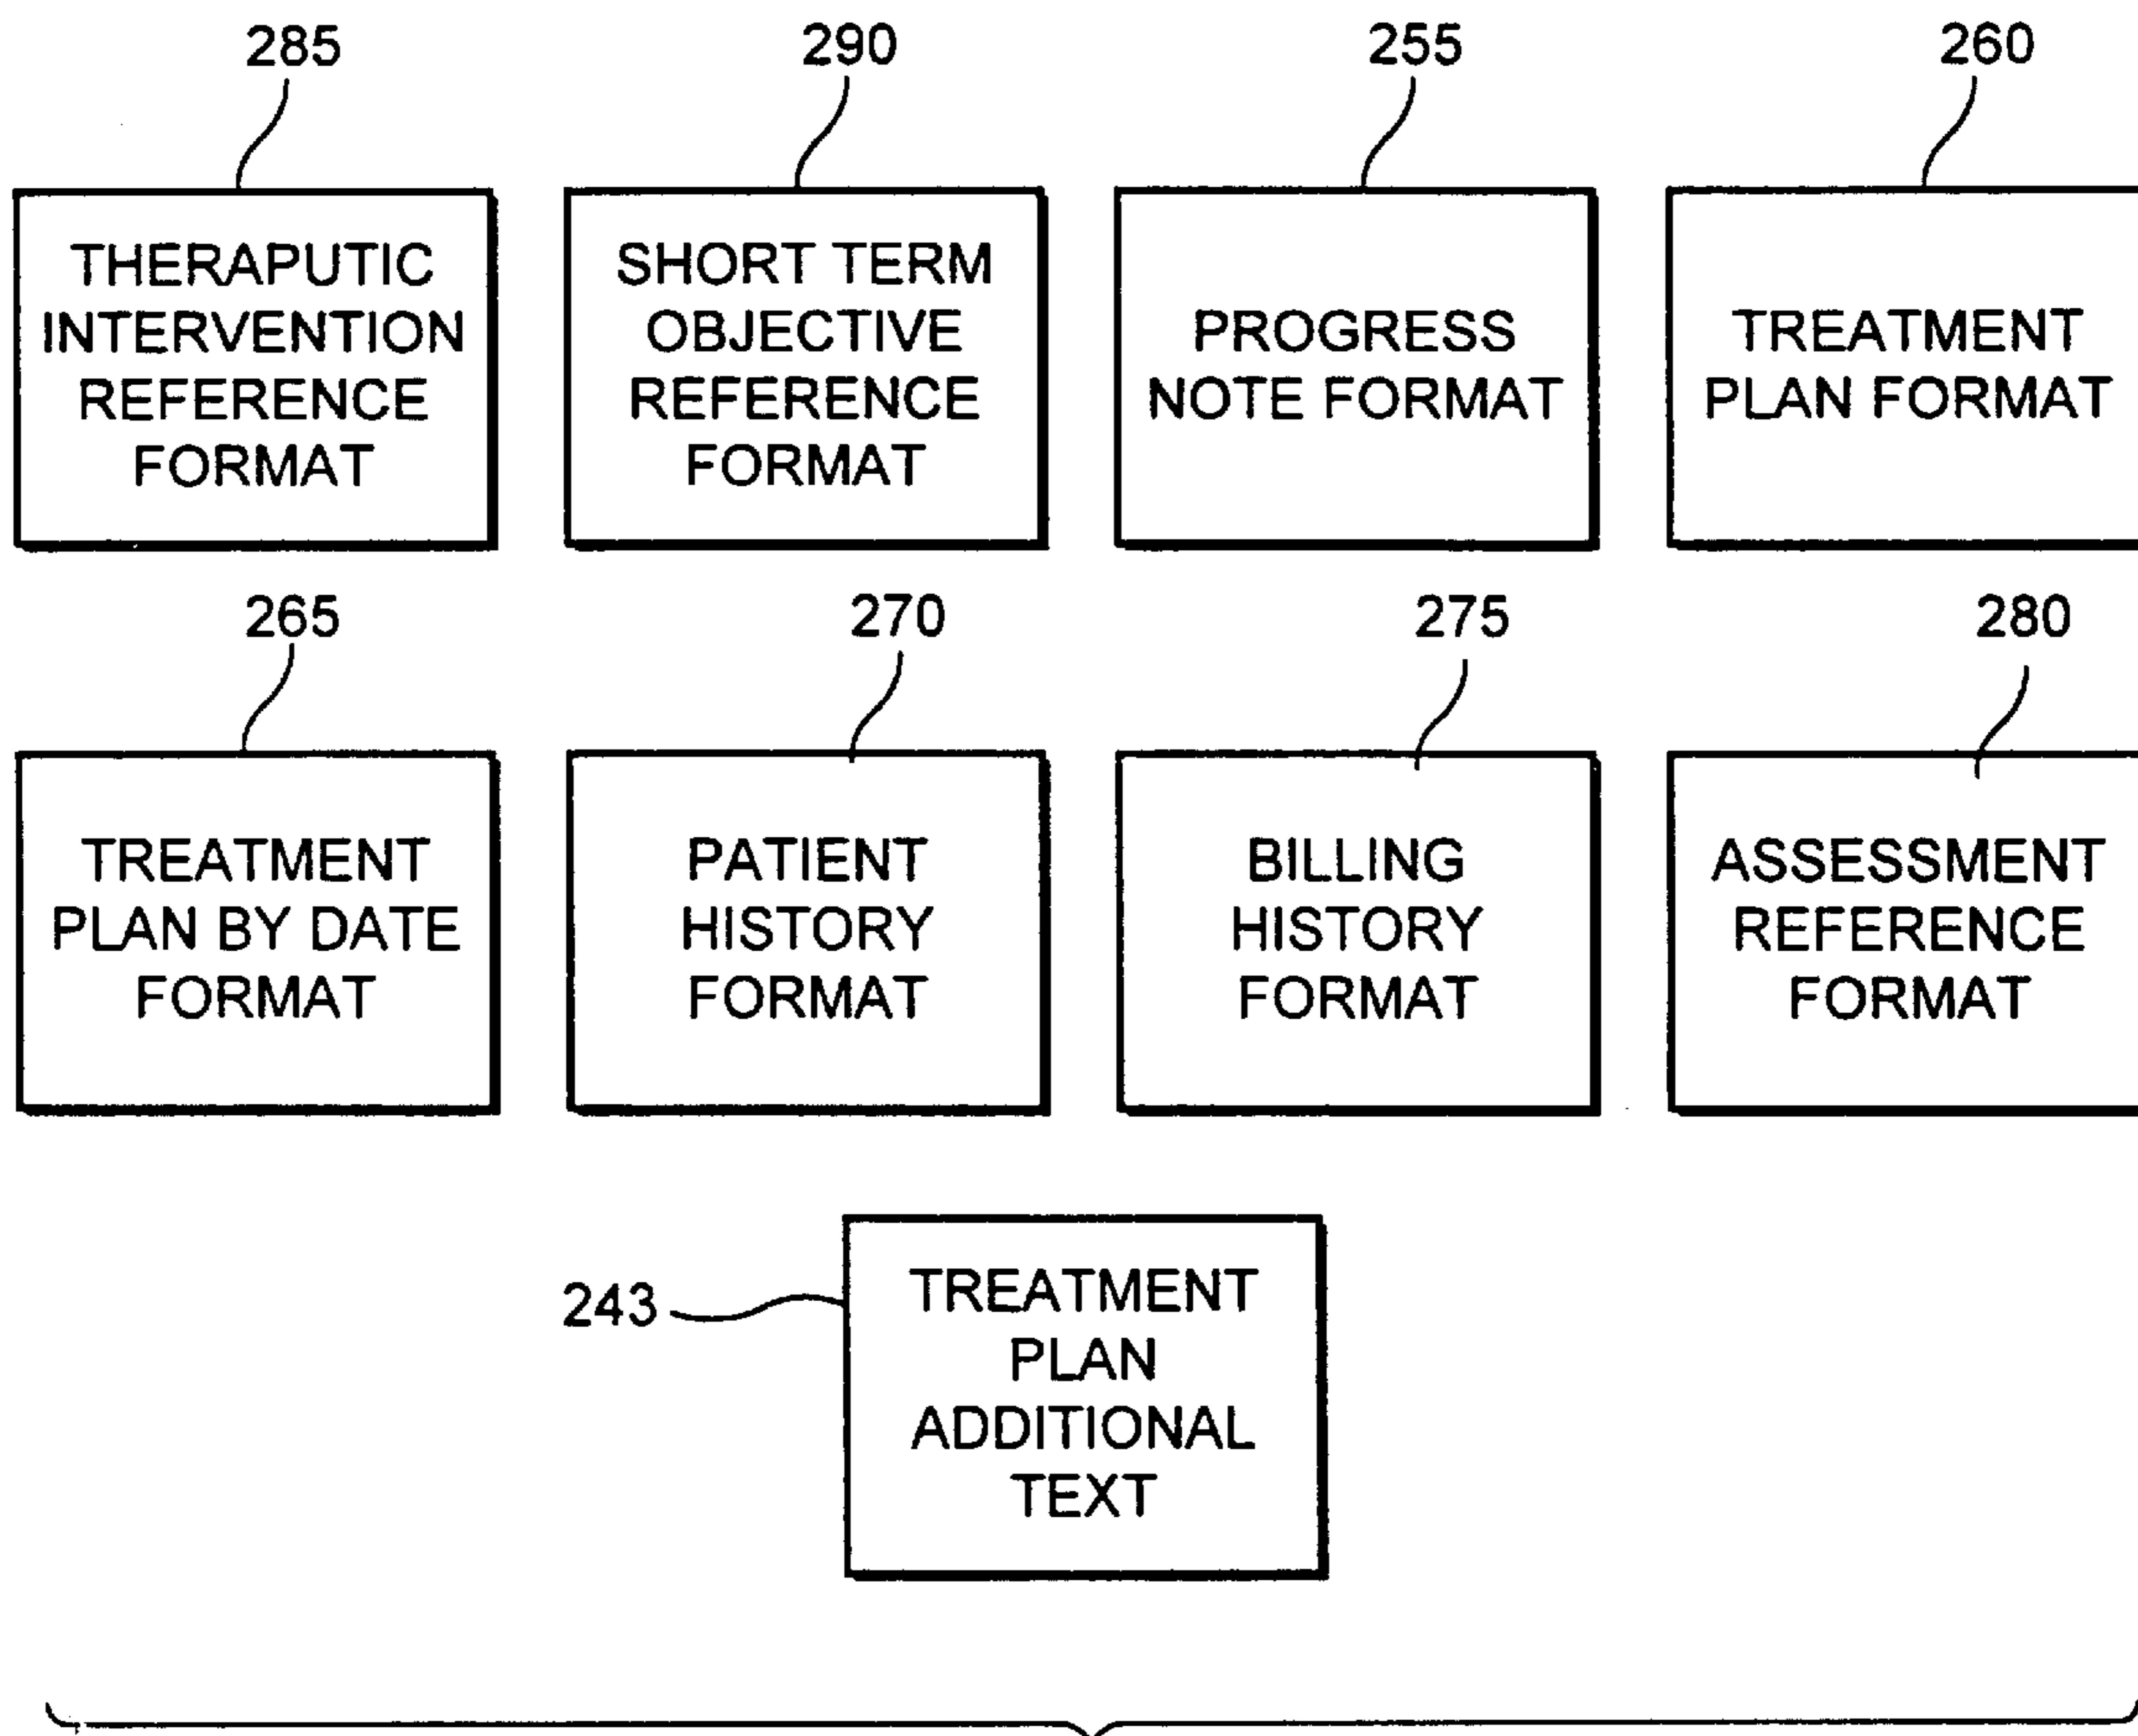 285
290
255
260
THERAPUTIC
INTERVENTION
REFERENCE
FORMAT
SHORT TERM
OBJECTIVE
REFERENCE
FORMAT
PROGRESS
NOTE FORMAT
TREATMENT
PLAN FORMAT
265
270
275
280
TREATMENT
PLAN BY DATE
FORMAT
PATIENT
HISTORY
FORMAT
BILLING
HISTORY
FORMAT
ASSESSMENT
REFERENCE
FORMAT
243
TREATMENT
PLAN
ADDITIONAL
TEXT